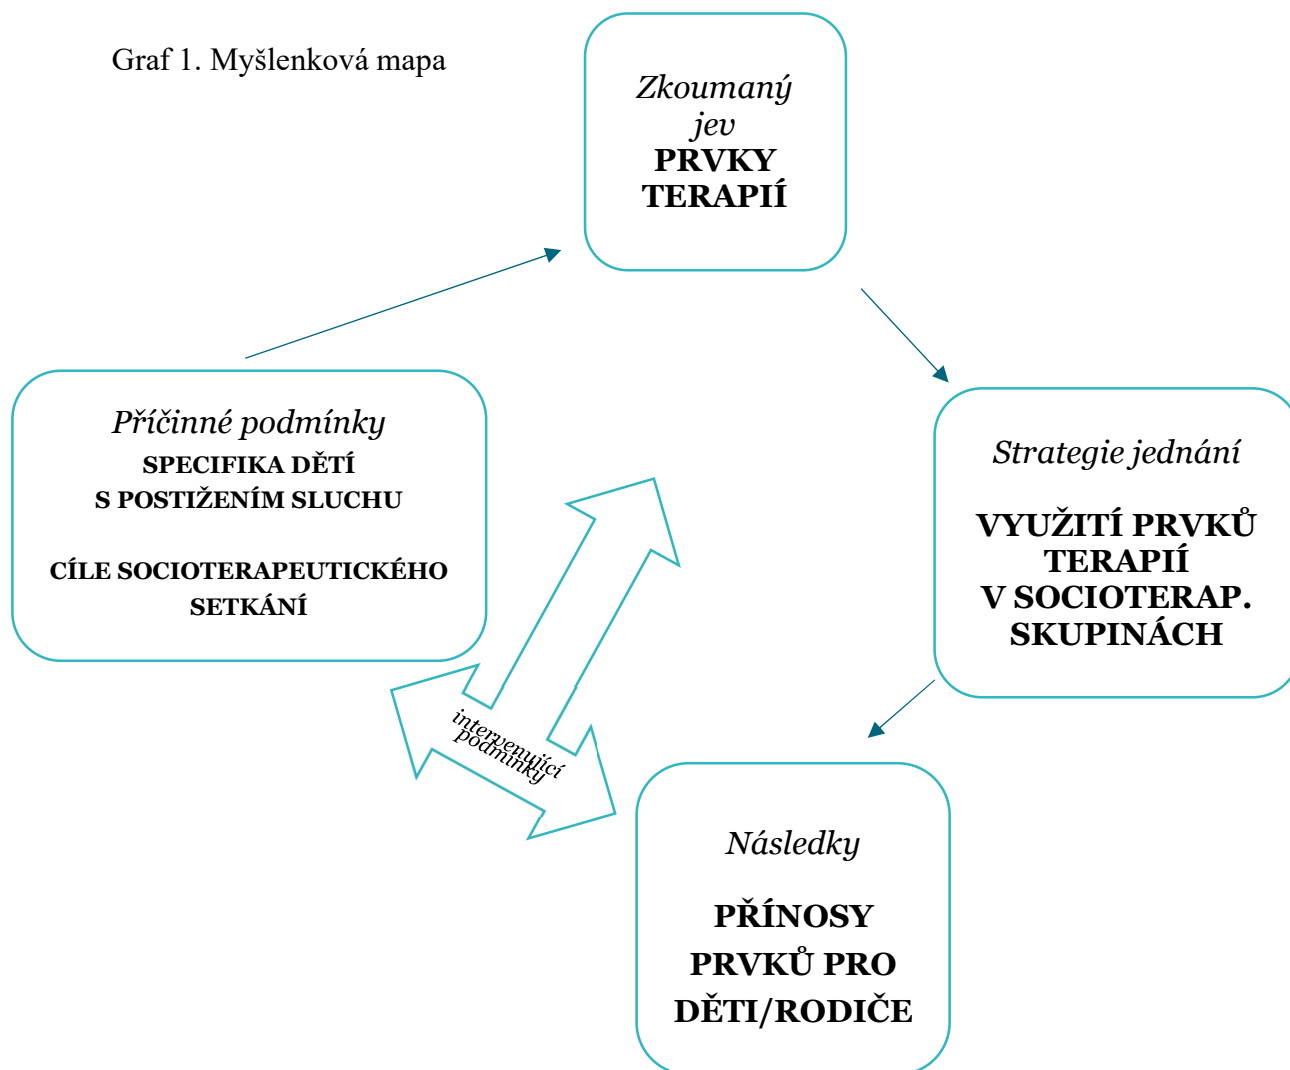 Graf 1. Myšlenková mapa
Zkoumaný
jev
PRVKY
TERAPIÍ
Příčinné podmínky
SPECIFIKA DĚTÍ
S POSTIŽENÍM SLUCHU
CÍLE SOCIOTERAPEUTICKÉHO
SETKÁNÍ
Strategie jednání
VYUŽITÍ PRVKŮ
TERAPIÍ
V SOCIOTERAP.
SKUPINÁCH
intervenující
podmínky
Následky
PŘÍNOSY
PRVKŮ PRO
DĚTI/RODIČE